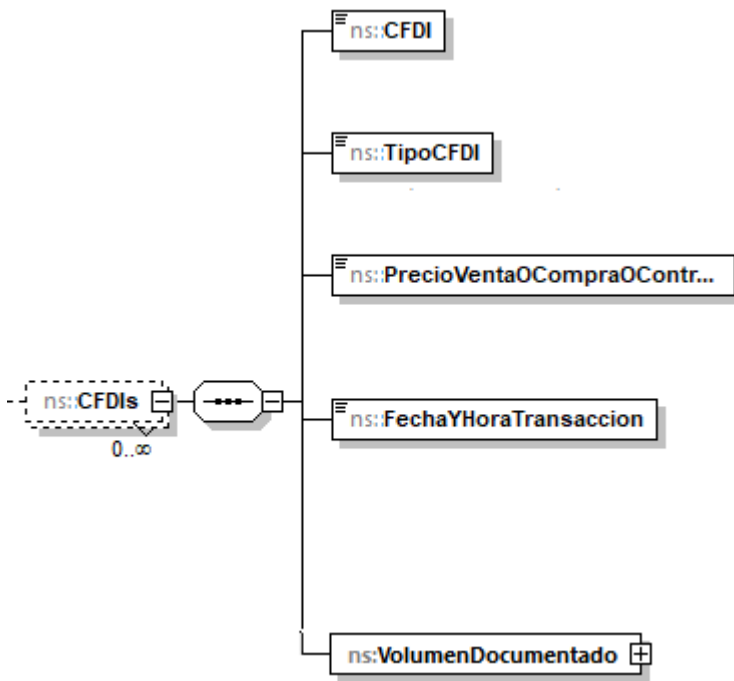 ns:CFDI
ns:TipoCFDI
ns:PrecioVentaOCompraOContr...
ns:CFDIs
0..∞
ns:FechaYHoraTransaccion
ns:VolumenDocumentado